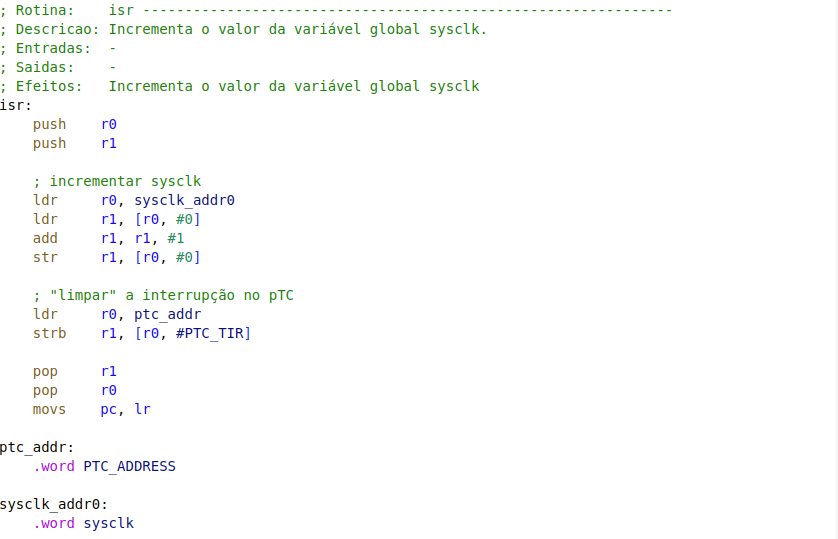 ; Rotina:    isr ---------------------------------------------------------------
; Descricao: Incrementa o valor da variável global sysclk.
; Entradas:  -
; Saidas:    -
; Efeitos:   Incrementa o valor da variável global sysclk
isr:
    push    r0
    push    r1
    ; incrementar sysclk
    ldr     r0, sysclk_addr0
    ldr     r1, [r0, #0]
    add     r1, r1, #1
    str     r1, [r0, #0]
    ; "limpar" a interrupção no pTC
    ldr     r0, ptc_addr
    strb    r1, [r0, #PTC_TIR]
    pop     r1
    pop     r0
    movs    pc, lr
ptc_addr:
    .word PTC_ADDRESS
sysclk_addr0:
    .word sysclk